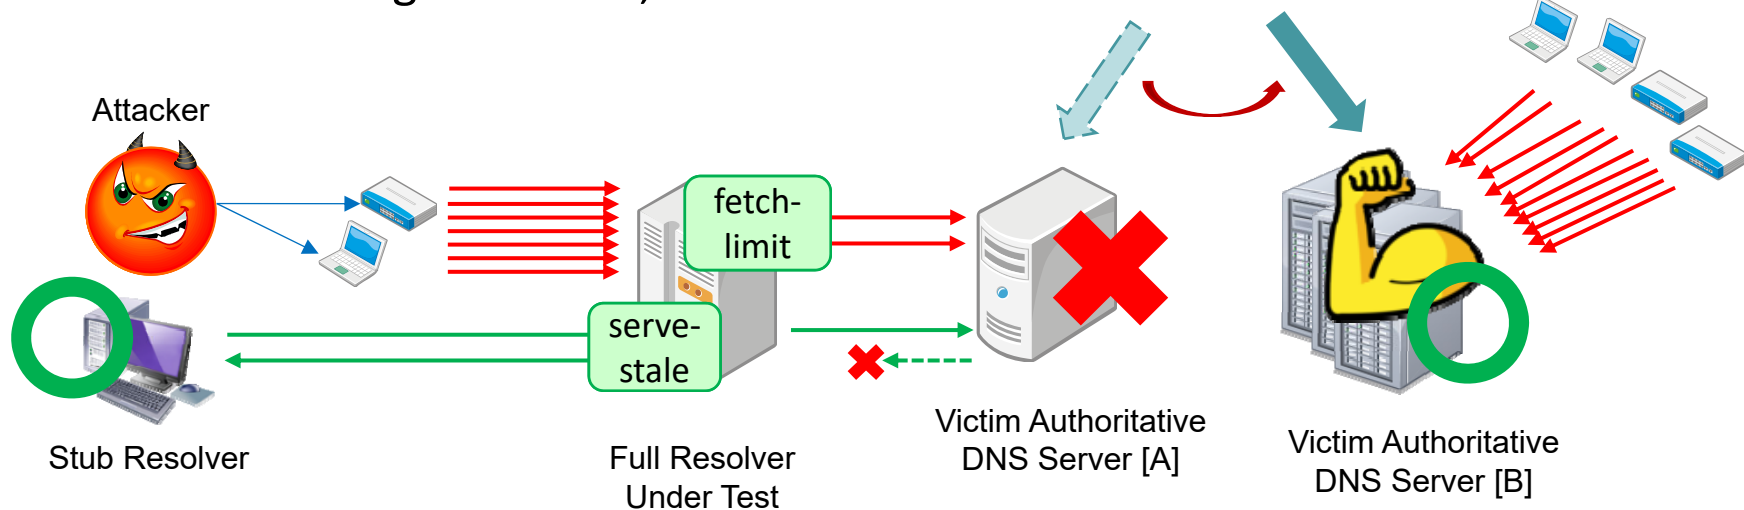 Attacker
fetch-
limit
serve-
stale
Stub Resolver
Full Resolver
Under Test
Victim Authoritative
DNS Server [A]
Victim Authoritative
DNS Server [B]